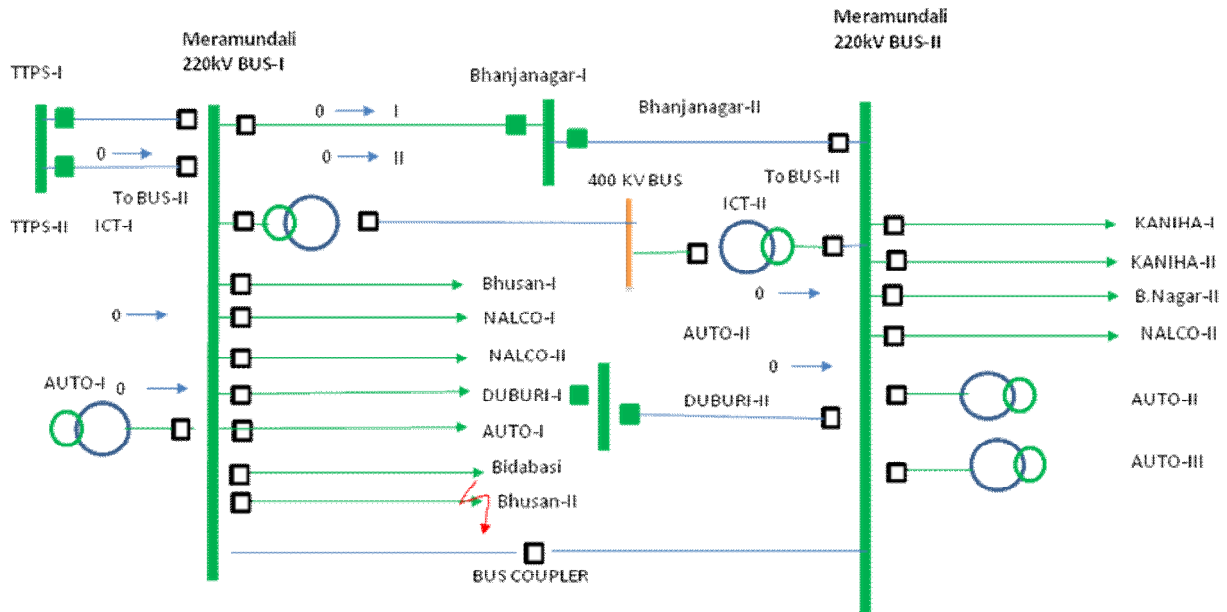 Meramundali
220kV BUS-I
Meramundali
220kV BUS-II
TTPS-I
Bhanjanagar-I
Bhanjanagar-II
0 I
0 II
0
To BUS-II
TTPS-II ICT-I
400 KV BUS
To BUS-II
ICT-II
KANIHA-I
KANIHA-II
B.Nagar-II
NALCO-II
Bhusan-I
0
NALCO-I
0
NALCO-II
AUTO-II
0
AUTO-I 0
DUBURI-I
DUBURI-II
AUTO-II
AUTO-I
AUTO-III
Bidabasi
Bhusan-II
BUS COUPLER